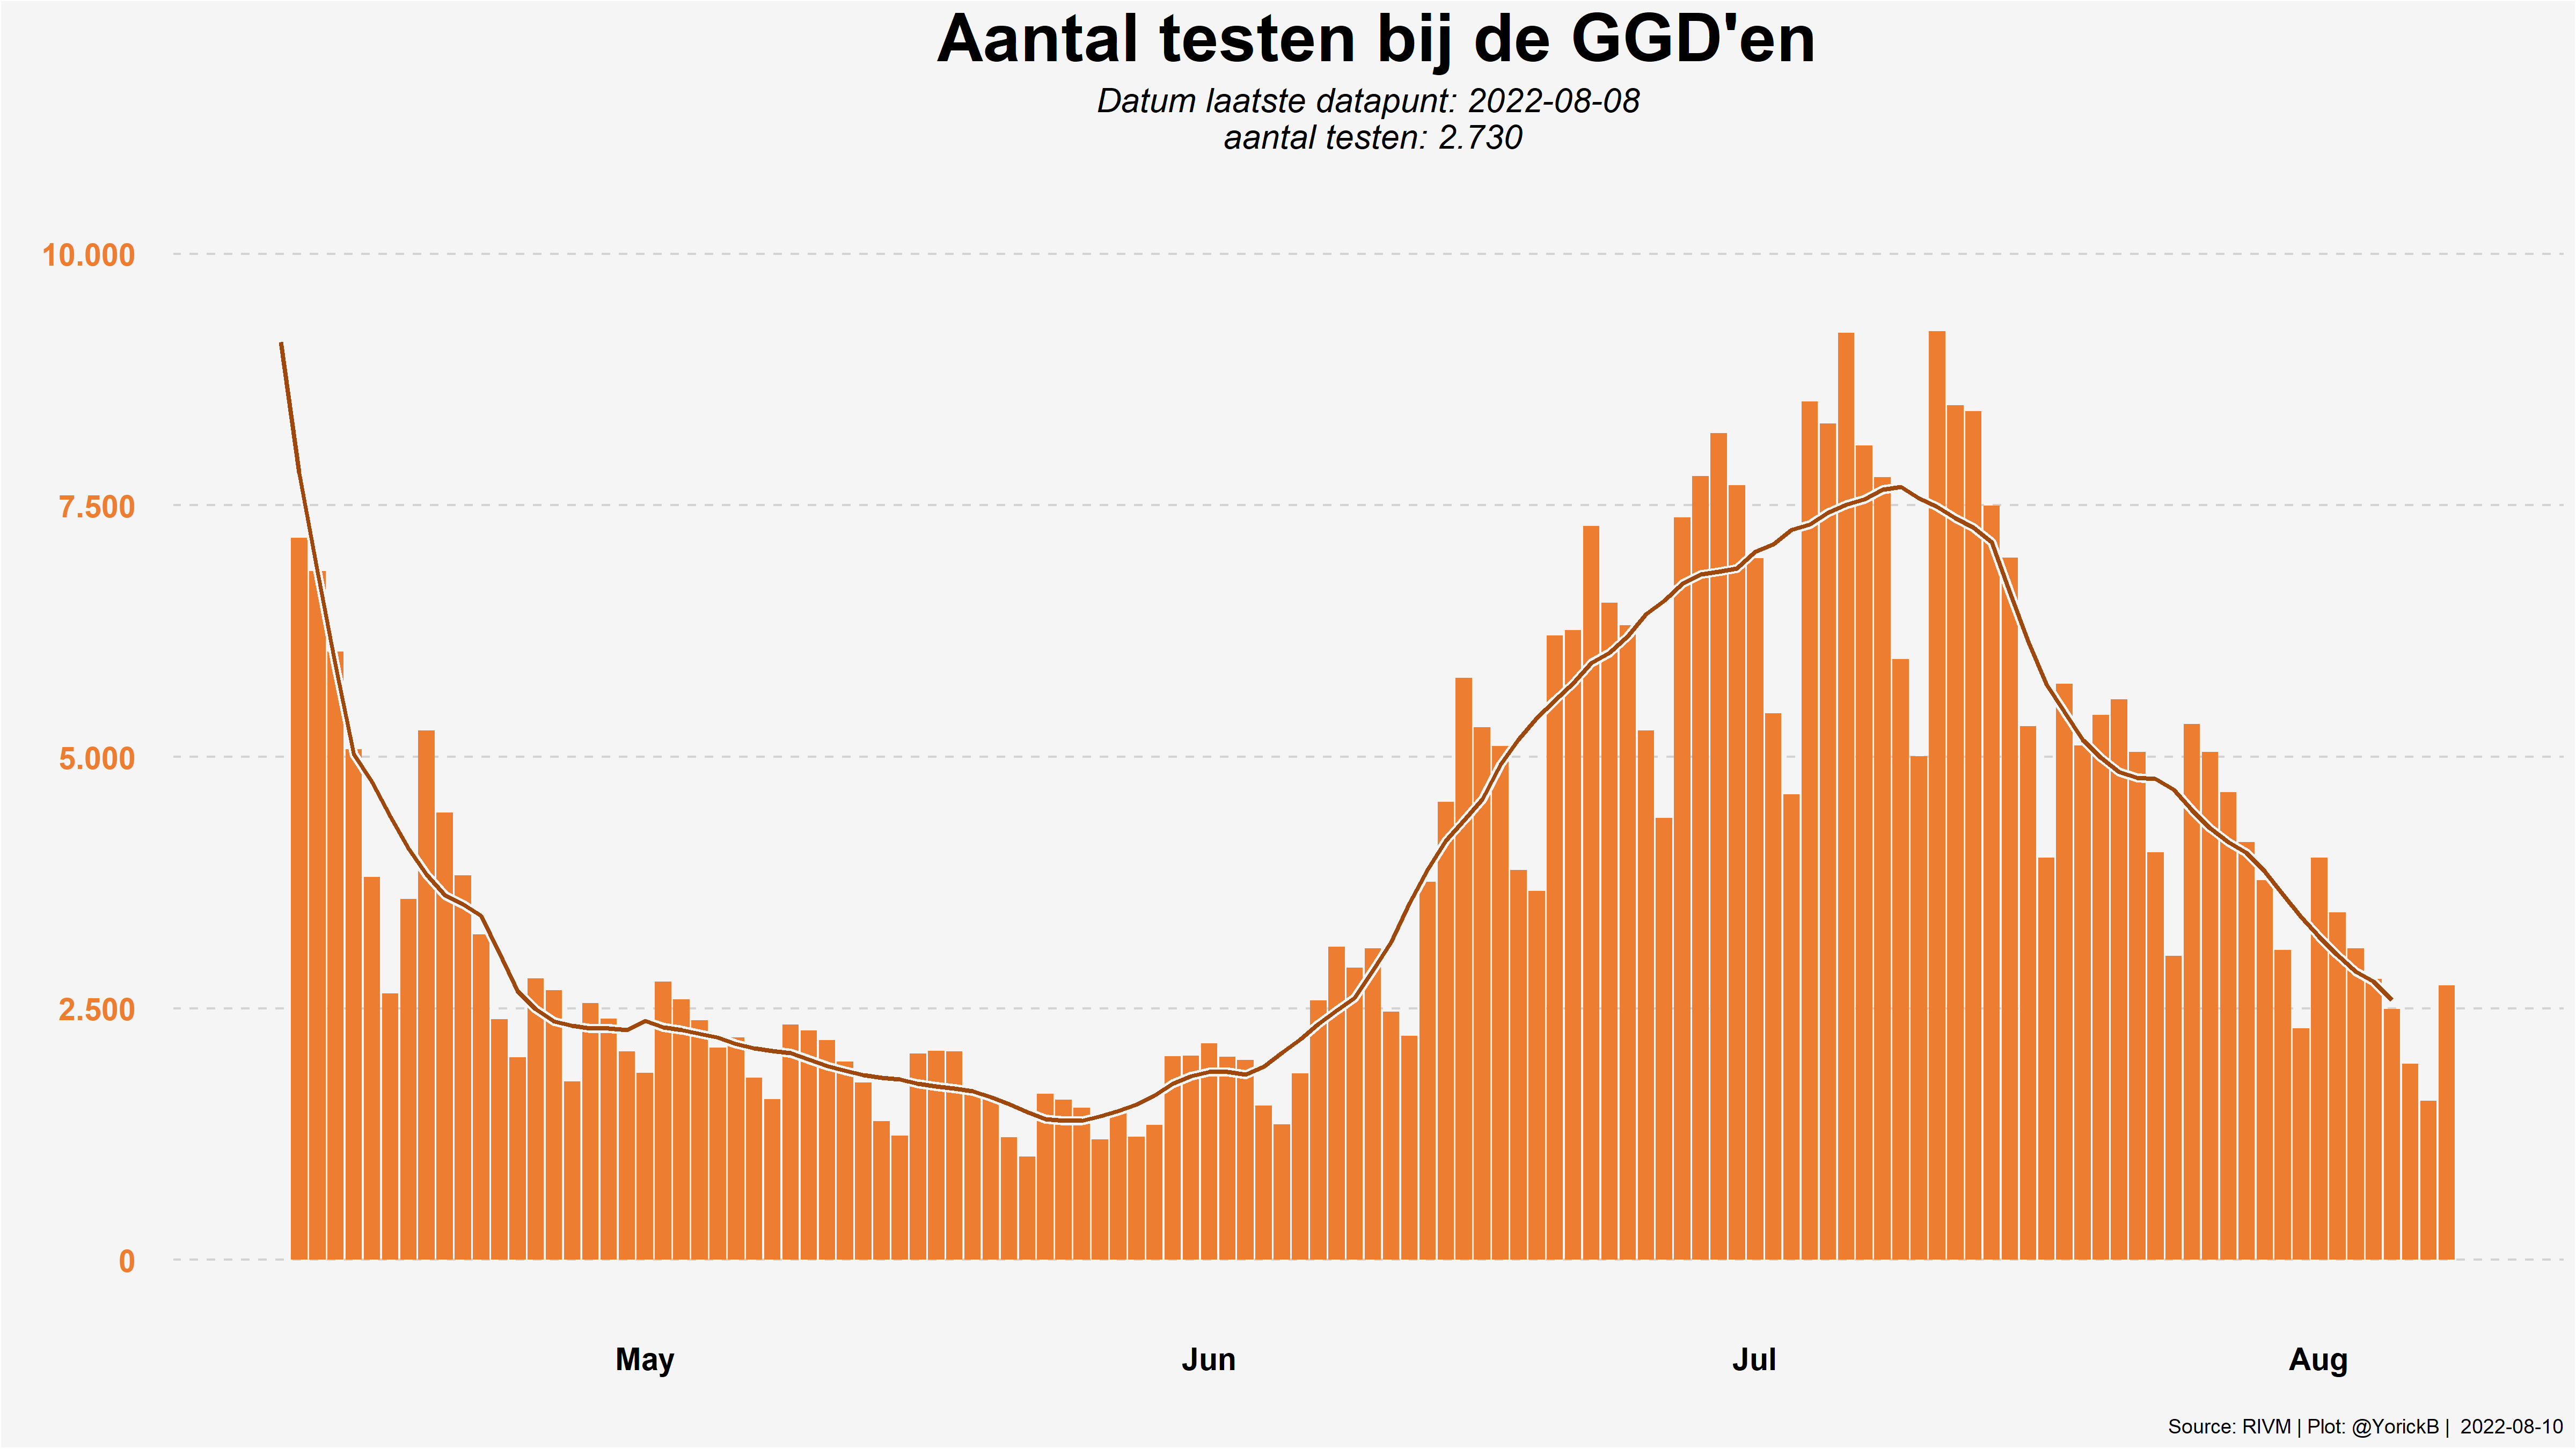 Aantal testen bij de GGD'en
Datum laatste datapunt: 2022-08-08
aantal testen: 2.730
10.000
7.500
5.000
2.500
0
May Jun Jul Aug
Source: RIVM | Plot: @YorickB | 2022-08-10